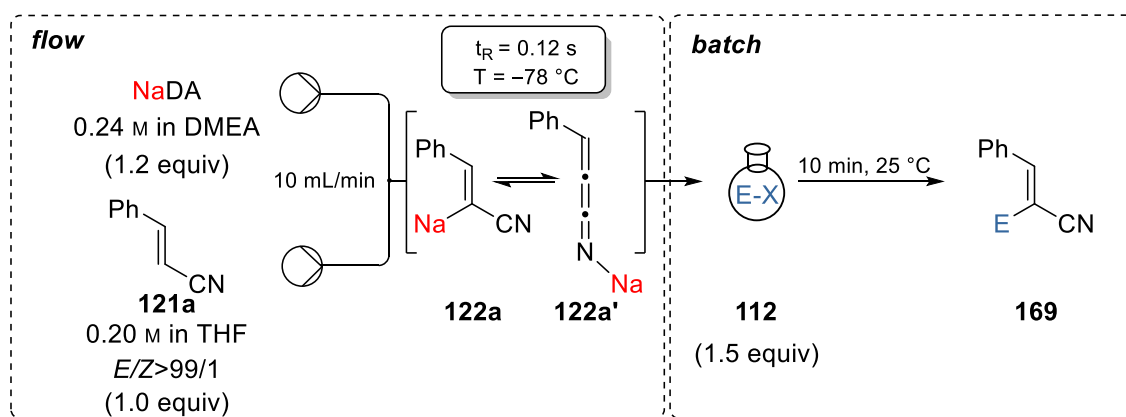 flow
NaDA
0.24 M in DMEA
(1.2 equiv)
Ph
CN
121a
0.20 M in THF
E/Z>99/1
(1.0 equiv)
10 mL/min
tR = 0.12 s
T = –78 °C
Ph
Na
CN
122a
Ph
N
Na
122a'
batch
E-X
112
(1.5 equiv)
10 min, 25 °C
Ph
E
CN
169